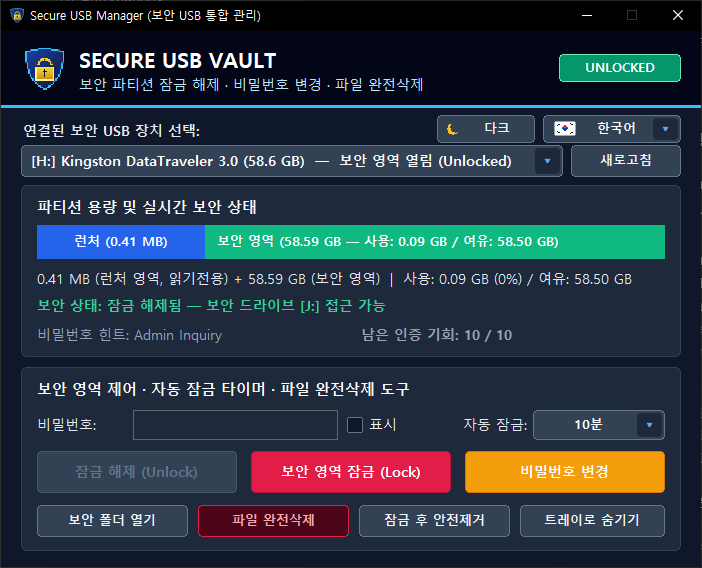 Secure USB Manager (보안 USB 통합 관리)
SECURE USB VAULT
보안 파티션 잠금 해제 · 비밀번호 변경 · 파일 완전삭제
UNLOCKED
연결된 보안 USB 장치 선택:
다크
한국어
[H:] Kingston DataTraveler 3.0 (58.6 GB) — 보안 영역 열림 (Unlocked)
새로고침
파티션 용량 및 실시간 보안 상태
런처 (0.41 MB)
보안 영역 (58.59 GB — 사용: 0.09 GB / 여유: 58.50 GB)
0.41 MB (런처 영역, 읽기전용) + 58.59 GB (보안 영역) | 사용: 0.09 GB (0%) / 여유: 58.50 GB
보안 상태: 잠금 해제됨 — 보안 드라이브 [J:] 접근 가능
비밀번호 힌트: Admin Inquiry
남은 인증 기회: 10 / 10
보안 영역 제어 · 자동 잠금 타이머 · 파일 완전삭제 도구
비밀번호:
표시
자동 잠금:
10분
잠금 해제 (Unlock)
보안 영역 잠금 (Lock)
비밀번호 변경
보안 폴더 열기
파일 완전삭제
잠금 후 안전제거
트레이로 숨기기